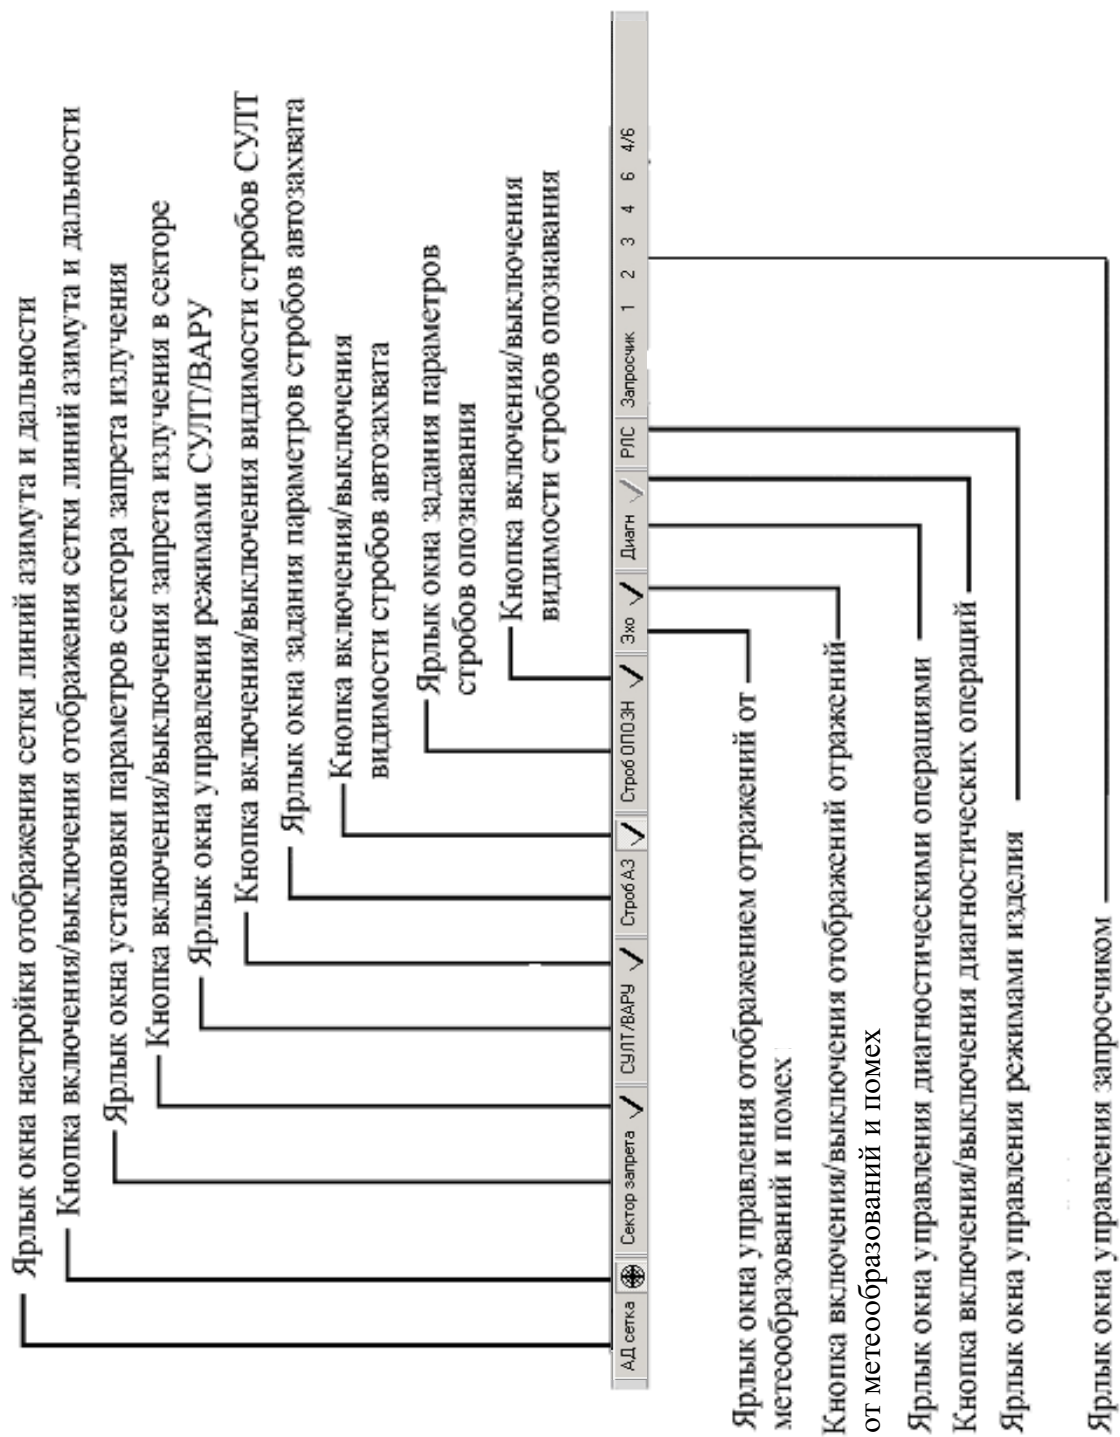 Ярлык окна настройки отображения сетки линий азимута и дальности
Кнопка включения/выключения отображения сетки линий азимута и дальности
Ярлык окна установки параметров сектора запрета излучения
Кнопка включения/выключения запрета излучения в секторе
Ярлык окна управления режимами СУЛТ/ВАРУ
Кнопка включения/выключения видимости стробов СУЛТ
Ярлык окна задания параметров стробов автозахвата
Кнопка включения/выключения
видимости стробов автозахвата
Ярлык окна задания параметров
стробов опознавания
Кнопка включения/выключения
видимости стробов опознавания
АД сетка Сектор запрета СУЛТ/ВАРУ Строб АЗ Строб ОПОЗН Эхо Диагн РЛС Запросчик 1 2 3 4 6 4/6
Ярлык окна управления отображением отражений от
метеообразований и помех
Кнопка включения/выключения отображений отражений
от метеообразований и помех
Ярлык окна управления диагностическими операциями
Кнопка включения/выключения диагностических операций
Ярлык окна управления режимами изделия
Ярлык окна управления запросчиком